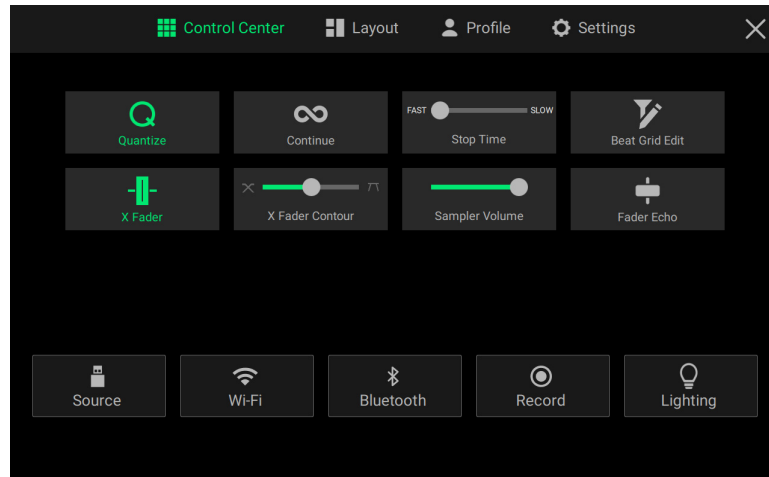 Control Center Layout Profile Settings
Quantize Continue FAST SLOW Stop Time Beat Grid Edit
X Fader X Fader Contour Sampler Volume Fader Echo
Source Wi-Fi Bluetooth Record Lighting